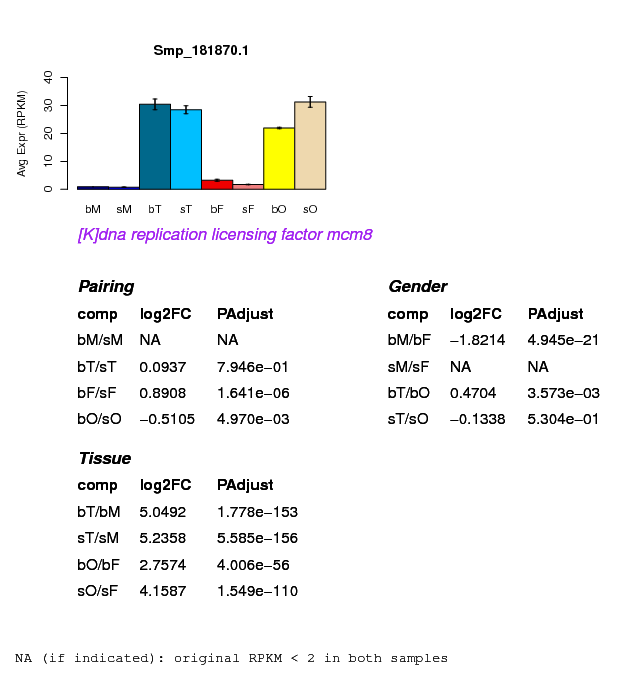 Smp_181870.1
Avg Expr (RPKM)
40
30
20
10
0
bM sM bT sT bF sF bO sO
[K]dna replication licensing factor mcm8
Pairing
comp log2FC PAdjust
bM/sM NA NA
bT/sT 0.0937 7.946e−01
bF/sF 0.8908 1.641e−06
bO/sO −0.5105 4.970e−03
Gender
comp log2FC PAdjust
bM/bF −1.8214 4.945e−21
sM/sF NA NA
bT/bO 0.4704 3.573e−03
sT/sO −0.1338 5.304e−01
Tissue
comp log2FC PAdjust
bT/bM 5.0492 1.778e−153
sT/sM 5.2358 5.585e−156
bO/bF 2.7574 4.006e−56
sO/sF 4.1587 1.549e−110
NA (if indicated): original RPKM < 2 in both samples